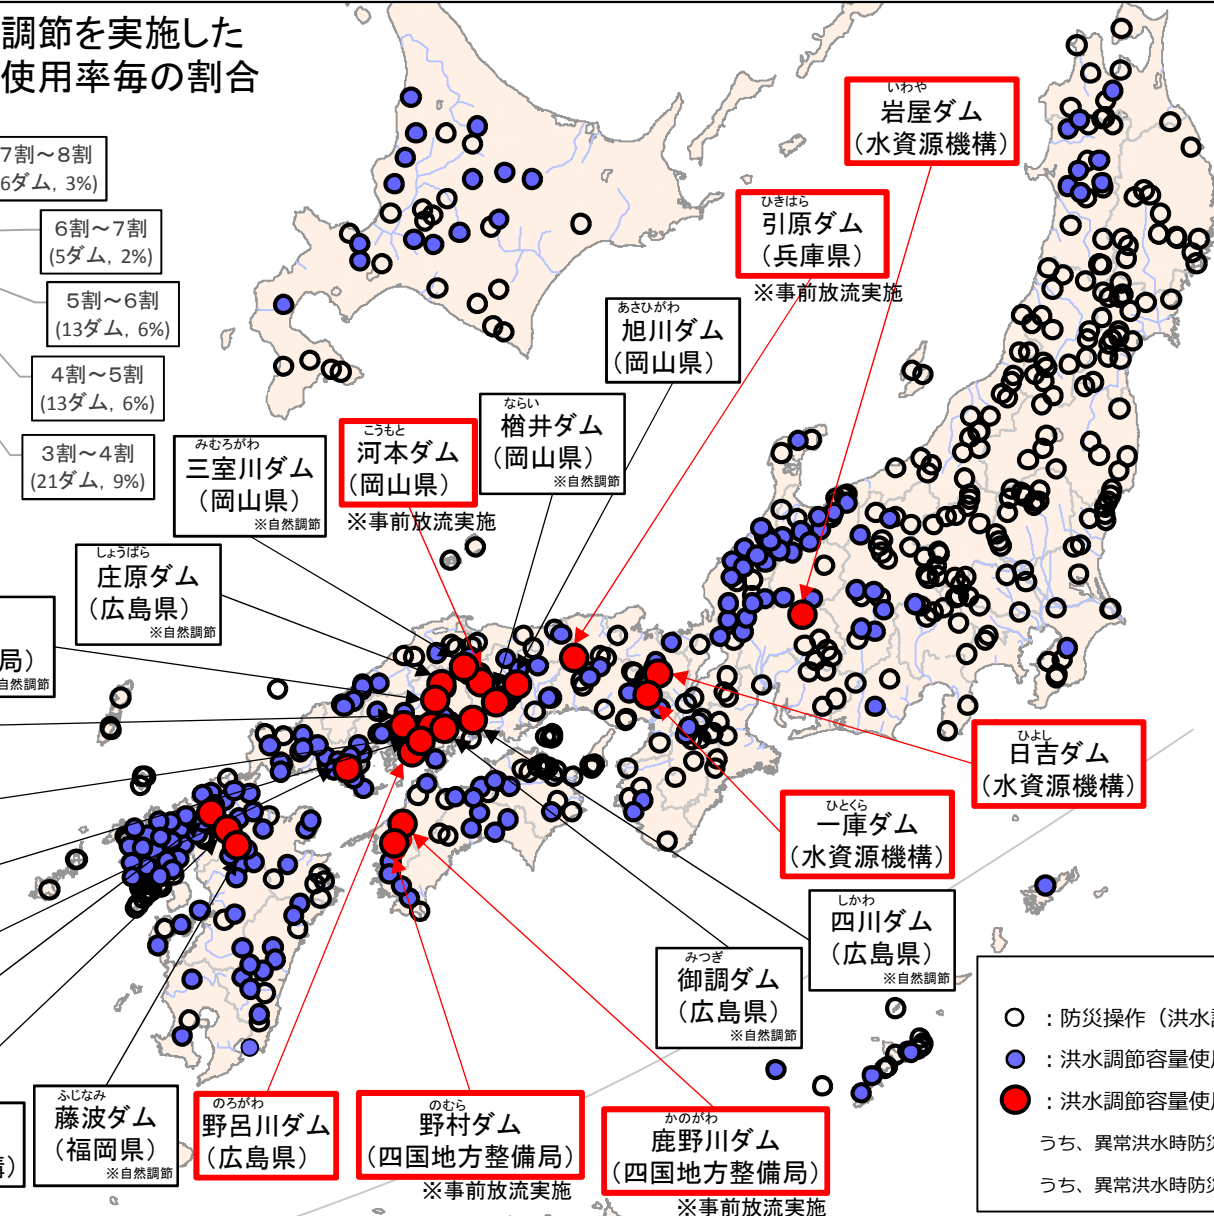 調節を実施した
使用率毎の割合
7割～8割
6ダム, 3%)
6割～7割
(5ダム, 2%)
5割～6割
(13ダム, 6%)
4割～5割
(13ダム, 6%)
3割～4割
(21ダム, 9%)
いわや
岩屋ダム
(水資源機構)
ひきはら
引原ダム
(兵庫県)
※事前放流実施
あさひがわ
旭川ダム
(岡山県)
ならい
楢井ダム
(岡山県)
※自然調節
こうもと
河本ダム
(岡山県)
※事前放流実施
みむろがわ
三室川ダム
(岡山県)
※自然調節
しょうばら
庄原ダム
(広島県)
※自然調節
局)
自然調節
ひよし
日吉ダム
(水資源機構)
ひとくら
一庫ダム
(水資源機構)
しかわ
四川ダム
(広島県)
※自然調節
みつぎ
御調ダム
(広島県)
※自然調節
ふじなみ
藤波ダム
(福岡県)
※自然調節
のろがわ
野呂川ダム
(広島県)
のむら
野村ダム
(四国地方整備局)
※事前放流実施
かのがわ
鹿野川ダム
(四国地方整備局)
※事前放流実施
：防災操作（洪水調
：洪水調節容量使用
：洪水調節容量使用
うち、異常洪水時防災
うち、異常洪水時防災